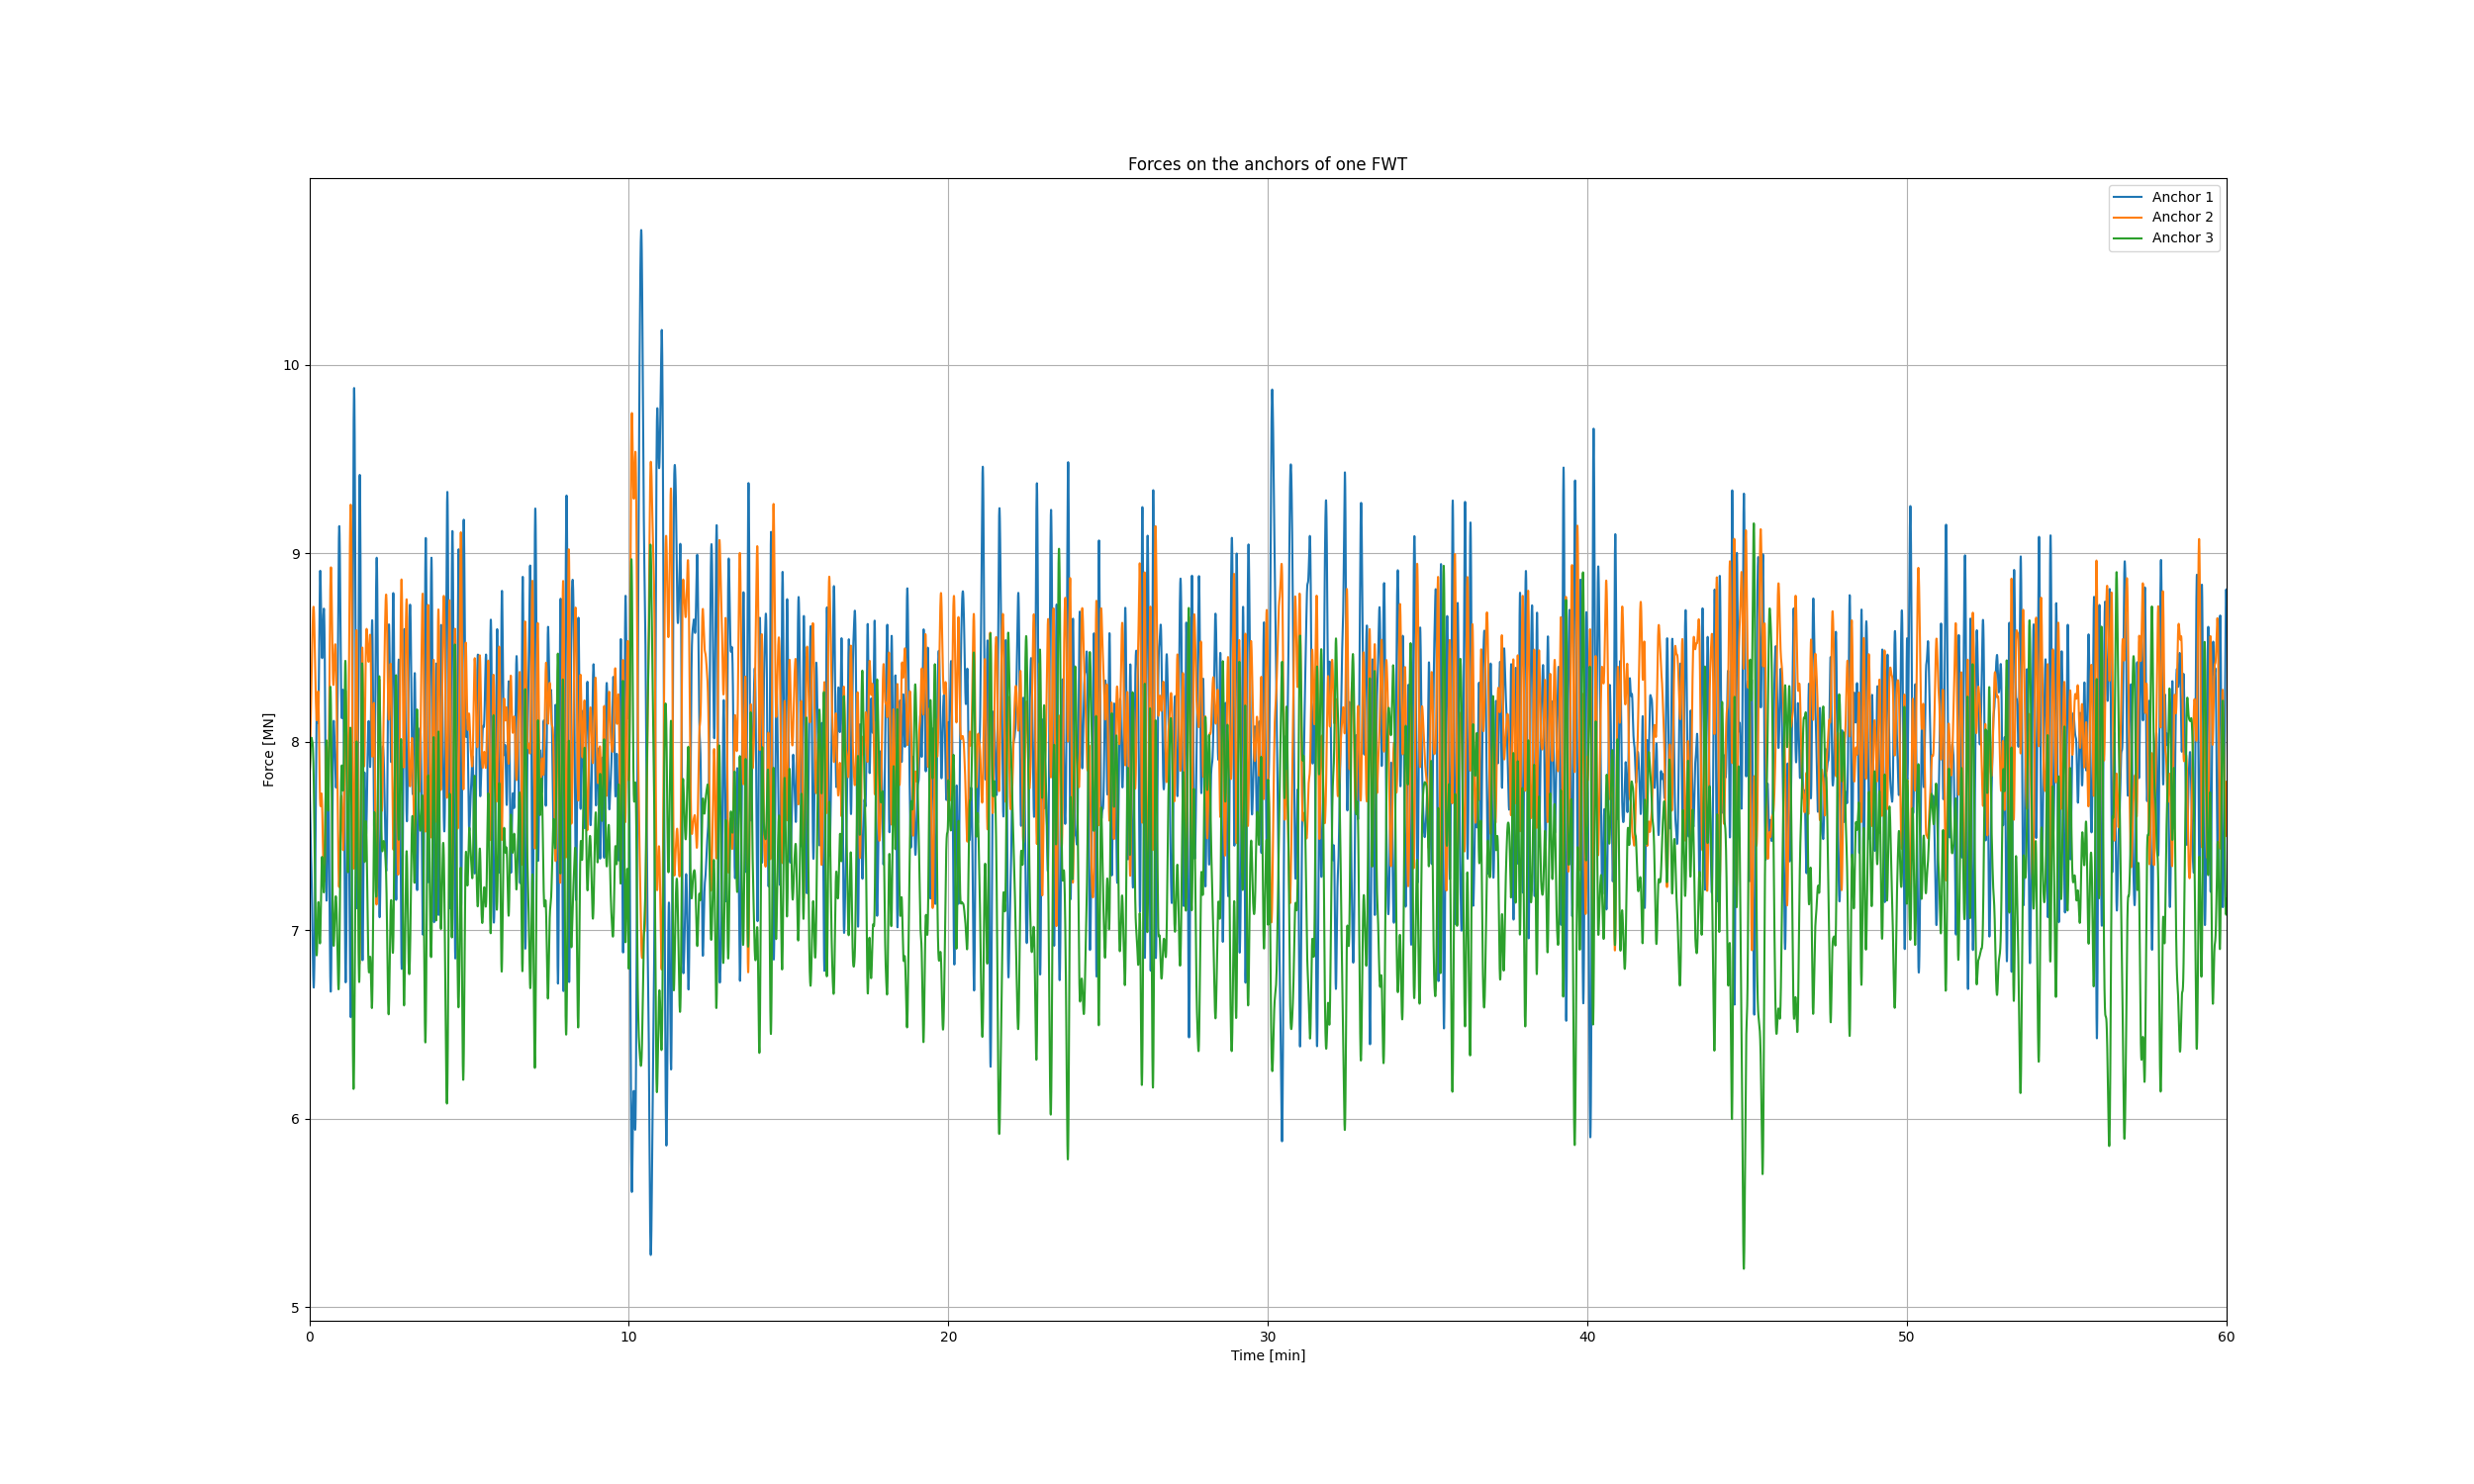 Forces on the anchors of one FWT
Anchor 1
Anchor 2
Anchor 3
Force [MN]
10
9
8
7
6
5
0 10 20 30 40 50 60
Time [min]